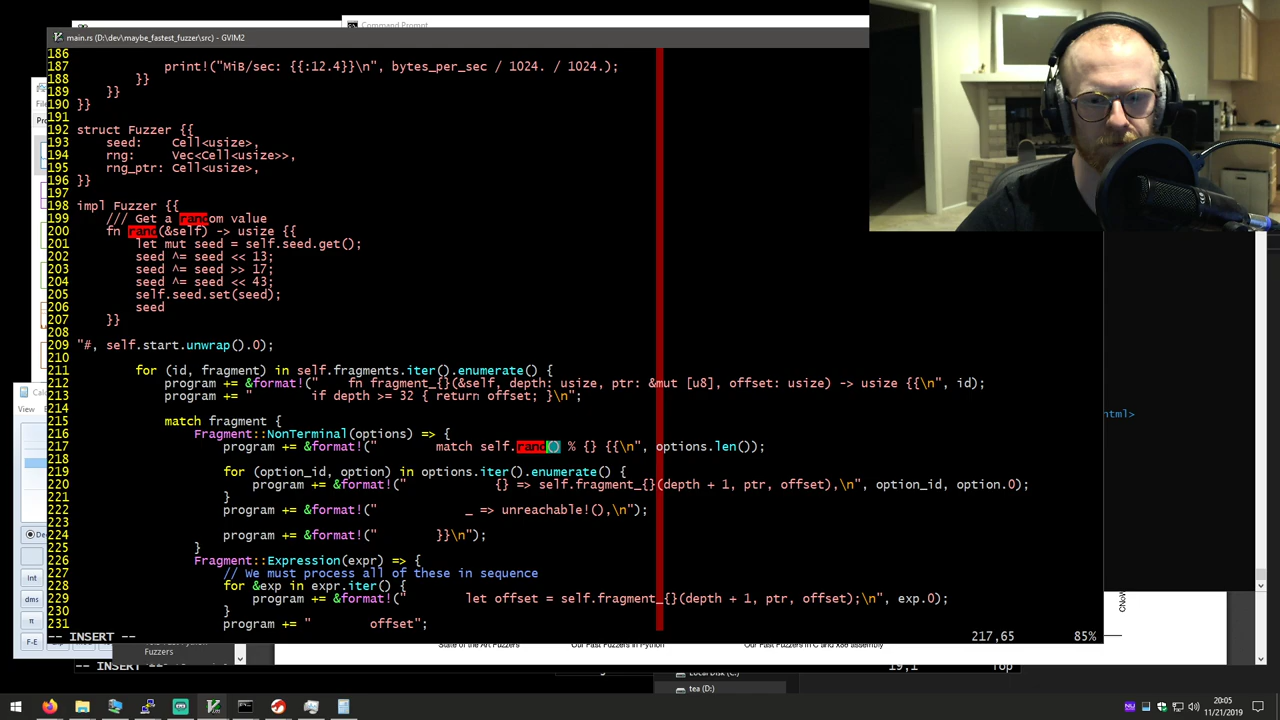 Command Prompt
main.rs (D:\dev\maybe_fastest_fuzzer\src) - GVIM2
186
187             print!("MiB/sec: {{:12.4}}\n", bytes_per_sec / 1024. / 1024.);
188         }}
189     }}
190 }}
191
192 struct Fuzzer {{
193     seed:    Cell<usize>,
194     rng:     Vec<Cell<usize>>,
195     rng_ptr: Cell<usize>,
196 }}
197
198 impl Fuzzer {{
199     /// Get a random value
200     fn rand(&self) -> usize {{
201         let mut seed = self.seed.get();
202         seed ^= seed << 13;
203         seed ^= seed >> 17;
204         seed ^= seed << 43;
205         self.seed.set(seed);
206         seed
207     }}
208
209 "#, self.start.unwrap().0);
210
211         for (id, fragment) in self.fragments.iter().enumerate() {
212             program += &format!("    fn fragment_{}(&self, depth: usize, ptr: &mut [u8], offset: usize) -> usize {{\n", id);
213             program += "        if depth >= 32 { return offset; }\n";
214
215             match fragment {
216                 Fragment::NonTerminal(options) => {
217                     program += &format!("        match self.rand() % {} {{\n", options.len());
218
219                     for (option_id, option) in options.iter().enumerate() {
220                         program += &format!("            {} => self.fragment_{}(depth + 1, ptr, offset),\n", option_id, option.0);
221                     }
222                     program += &format!("            _ => unreachable!(),\n");
223
224                     program += &format!("        }}\n");
225                 }
226                 Fragment::Expression(expr) => {
227                     // We must process all of these in sequence
228                     for &exp in expr.iter() {
229                         program += &format!("        let offset = self.fragment_{}(depth + 1, ptr, offset);\n", exp.0);
230                     }
231                     program += "        offset";
-- INSERT --
217,65
85%
html>
View
Int
dms
π
F-E
Fuzzers
State of the Art Fuzzers
Our Fast Fuzzers in Python
Our Fast Fuzzers in C and x86 assembly
-- INSERT --
19,1
Top
Local Disk (C:)
tea (D:)
20:05
11/21/2019